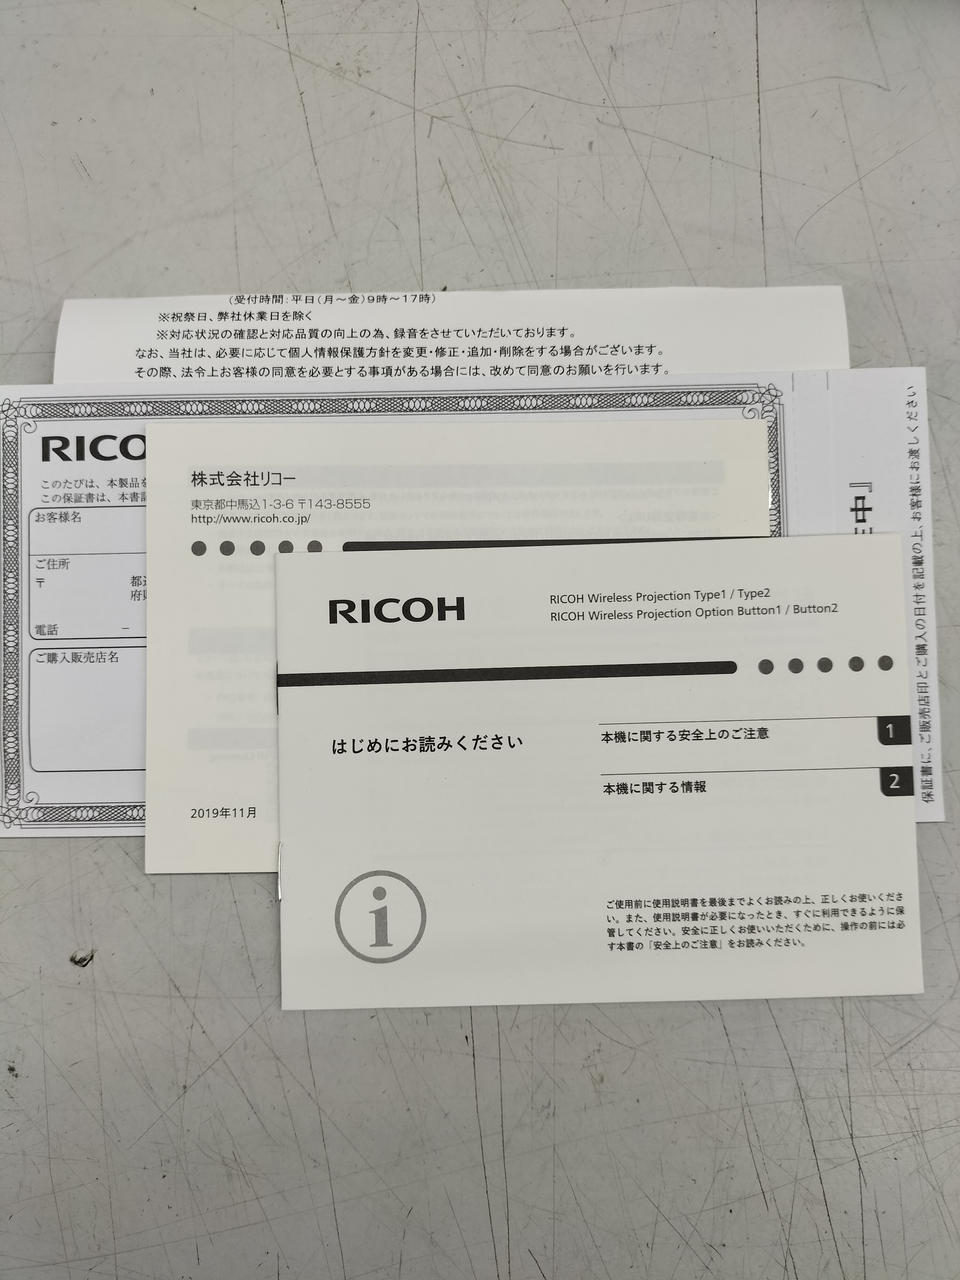 (受付時間:平日(月～金)9時～17時)
※祝祭日、弊社休業日を除く
※対応状況の確認と対応品質の向上の為、録音をさせていただいております。
なお、当社は、必要に応じて個人情報保護方針を変更・修正・追加・削除をする場合がございます。
その際、法令上お客様の同意を必要とする事項がある場合には、改めて同意のお願いを行います。
RICO
このたびは、本製品を
この保証書は、本書記
お客様名
ご住所
〒
都道
府県
電話 －
ご購入販売店名
中』
保証書に、ご販売店印とご購入の日付を記載の上、お客様にお渡しください
株式会社リコー
東京都中馬込1-3-6 〒143-8555
http://www.ricoh.co.jp/
2019年11月
RICOH
RICOH Wireless Projection Type1 / Type2
RICOH Wireless Projection Option Button1 / Button2
はじめにお読みください
本機に関する安全上のご注意 1
本機に関する情報 2
i
ご使用前に使用説明書を最後までよくお読みの上、正しくお使いくださ
い。また、使用説明書が必要になったとき、すぐに利用できるように保
管してください。安全に正しくお使いいただくために、操作の前には必
ず本書の「安全上のご注意」をお読みください。